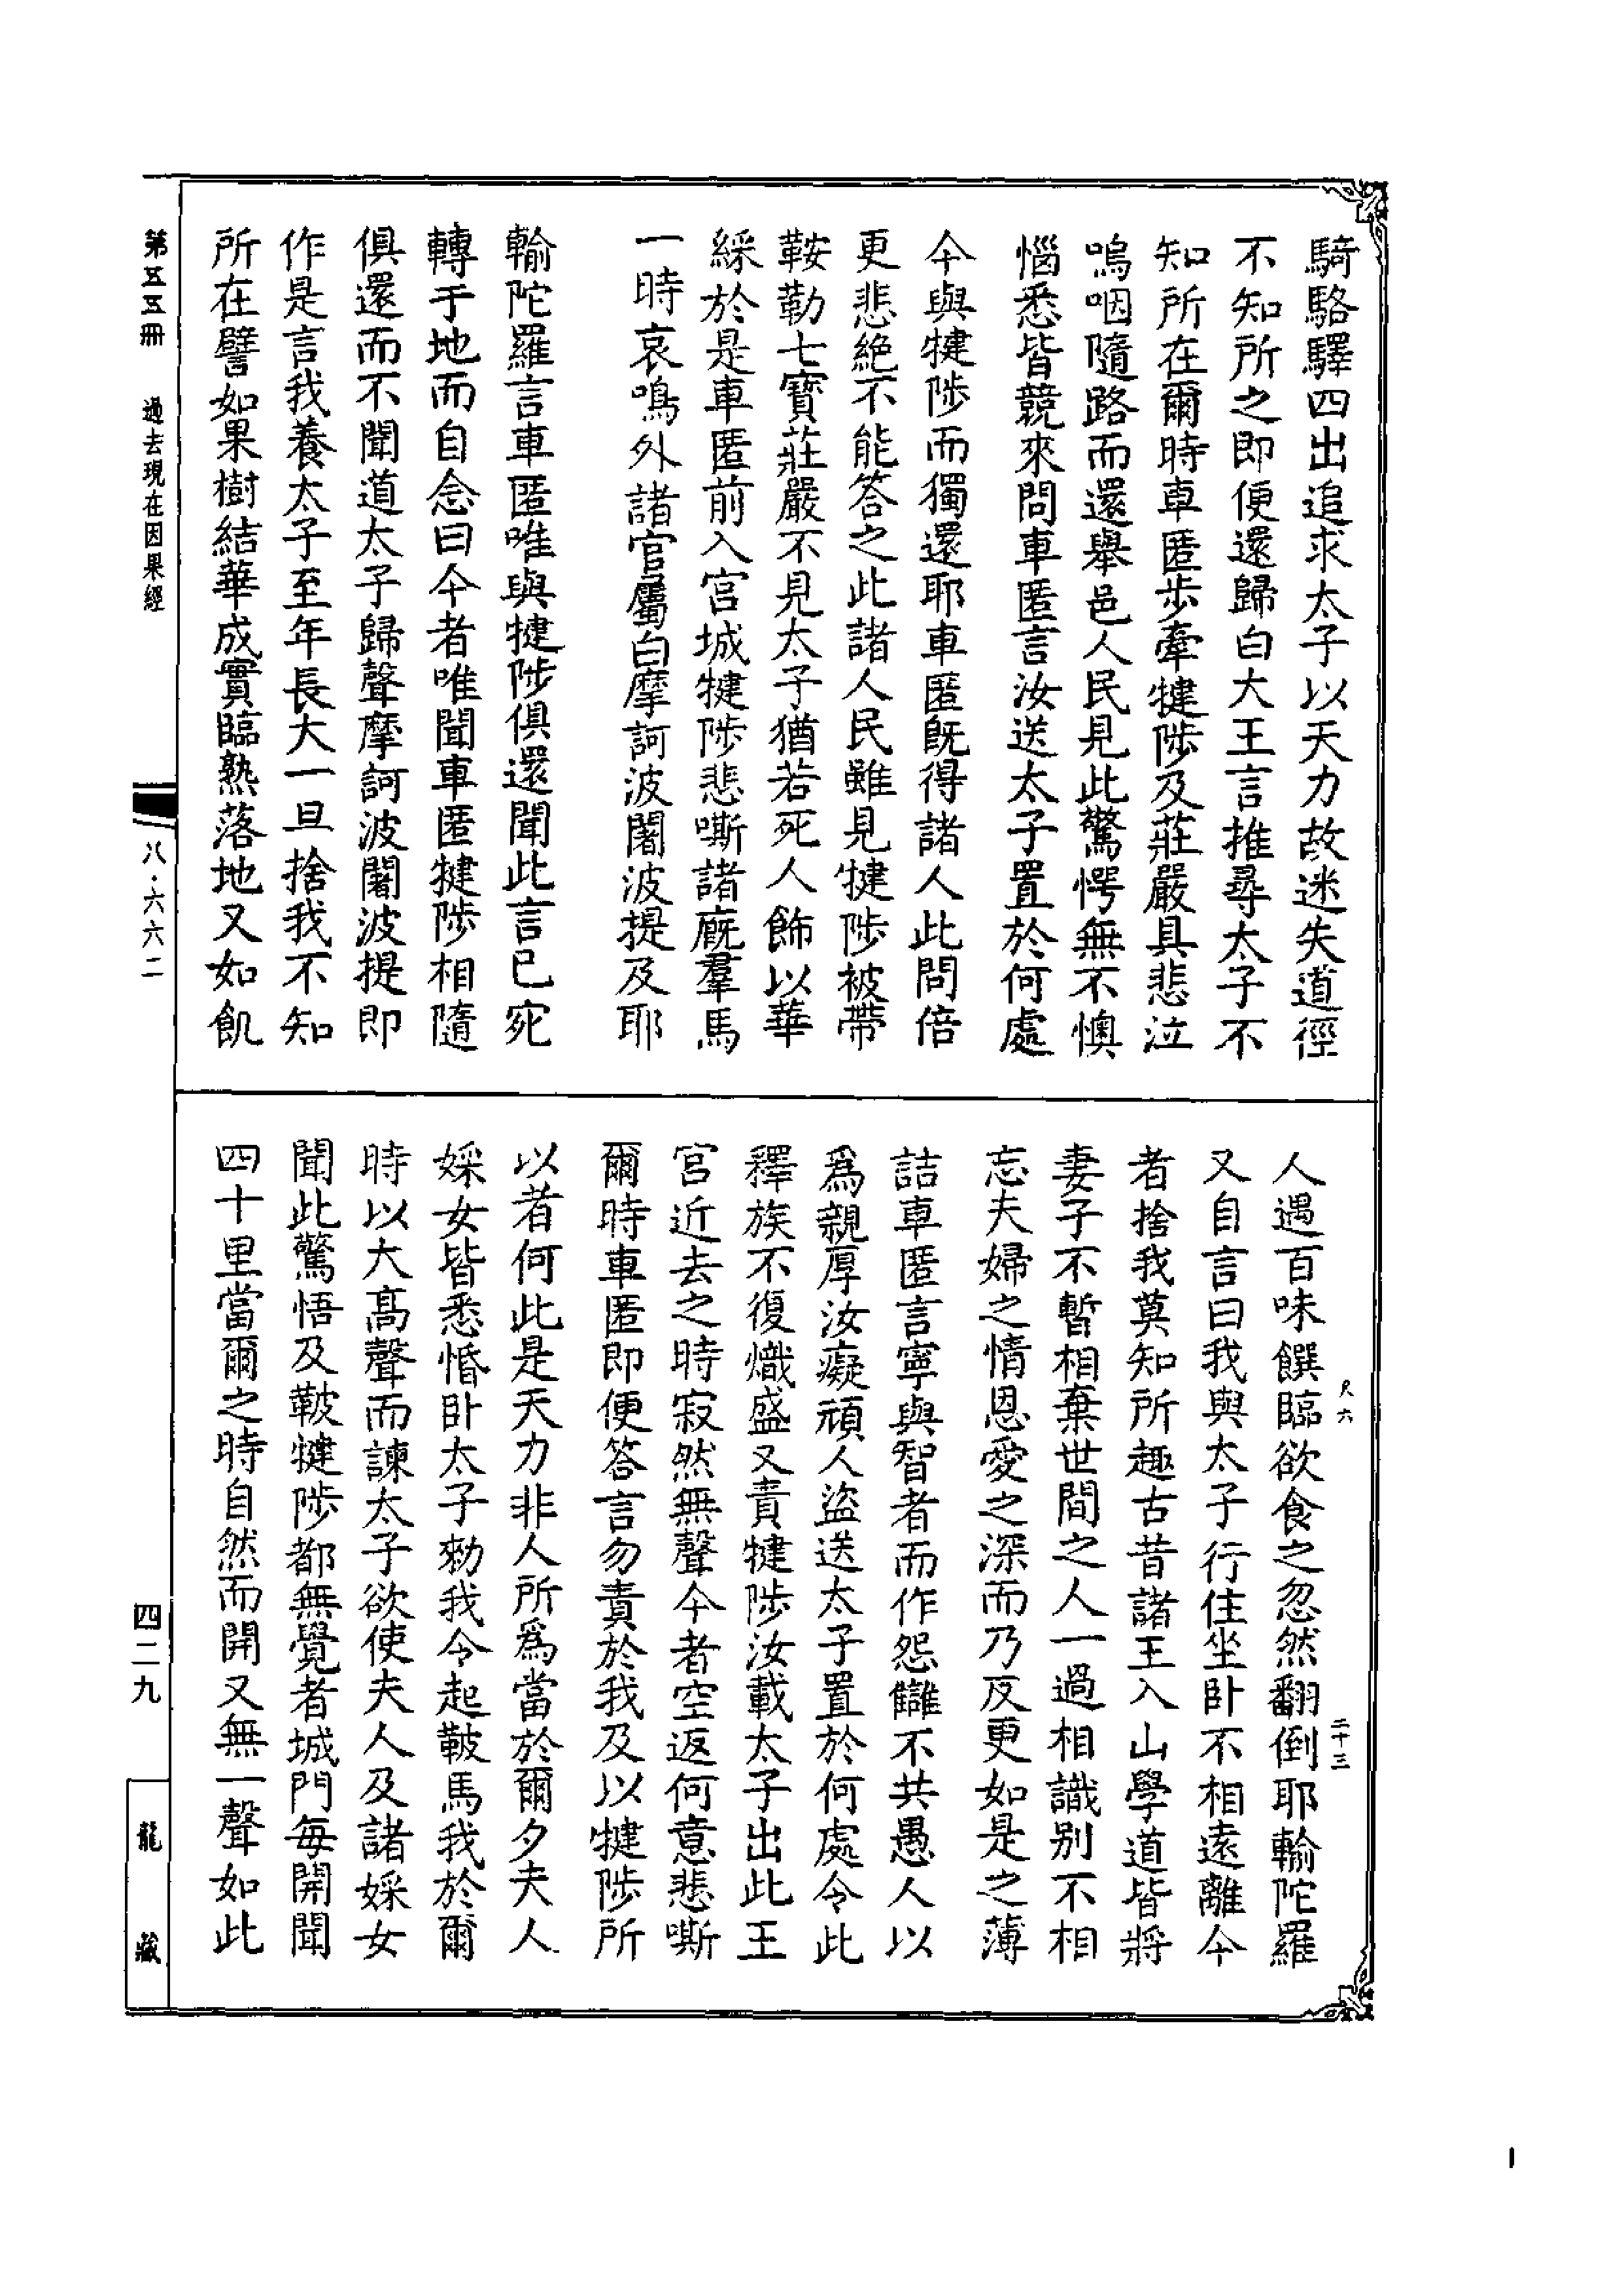 騎駱驛四出追求太子以天力故迷失道徑
不知所之即便還歸白大王言推尋太子不
知所在爾時車匿步牽犍陟及莊嚴具悲泣
嗚咽隨路而還舉邑人民見此驚愕無不懊
惱悉皆競來問車匿言汝送太子置於何處
今與犍陟而獨還耶車匿既得諸人此問倍
更悲絶不能答之此諸人民雖見犍陟被帶
鞍勒七寳莊嚴不見太子猶若死人飾以華
綵於是車匿前入宮城犍陟悲嘶諸廐羣馬
一時哀鳴外諸官屬白摩訶波闍波提及耶
輸陀羅言車匿唯與犍陟俱還聞此言已宛
轉于地而自念曰今者唯聞車匿犍陟相隨
俱還而不聞道太子歸聲摩訶波闍波提即
作是言我養太子至年長大一旦捨我不知
所在譬如果樹結華成實臨熟落地又如飢
人遇百味饌臨欲食之忽然翻倒耶輸陀羅
又自言曰我與太子行住坐卧不相遠離今
者捨我莫知所趣古昔諸王入山學道皆將
妻子不暫相棄世間之人一過相識别不相
忘夫婦之情恩愛之深而乃反更如是之薄
詰車匿言寧與智者而作怨讎不共愚人以
爲親厚汝癡頑人盜送太子置於何處令此
釋族不復熾盛又責犍陟汝載太子出此王
宮近去之時寂然無聲今者空返何意悲嘶
爾時車匿即便答言勿責於我及以犍陟所
以者何此是天力非人所爲當於爾夕夫人
婇女皆悉惛卧太子勑我令起鞁馬我於爾
時以大髙聲而諫太子欲使夫人及諸婇女
聞此驚悟及鞁犍陟都無覺者城門每開聞
四十里當爾之時自然而開又無一聲如此
尺六
二十三
第五五冊 過去現在因果經
八·六六二
四二九
龍藏